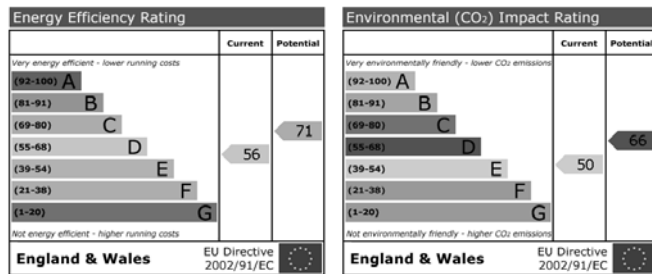 Energy Efficiency Rating
Current Potential
Very energy efficient - lower running costs
(92-100) A
(81-91) B
(69-80) C
71
(55-68) D
56
(39-54) E
(21-38) F
(1-20) G
Not energy efficient - higher running costs
England & Wales
EU Directive
2002/91/EC
Environmental (CO₂) Impact Rating
Current Potential
Very environmentally friendly - lower CO₂ emissions
(92-100) A
(81-91) B
(69-80) C
(55-68) D
66
(39-54) E
50
(21-38) F
(1-20) G
Not environmentally friendly - higher CO₂ emissions
England & Wales
EU Directive
2002/91/EC